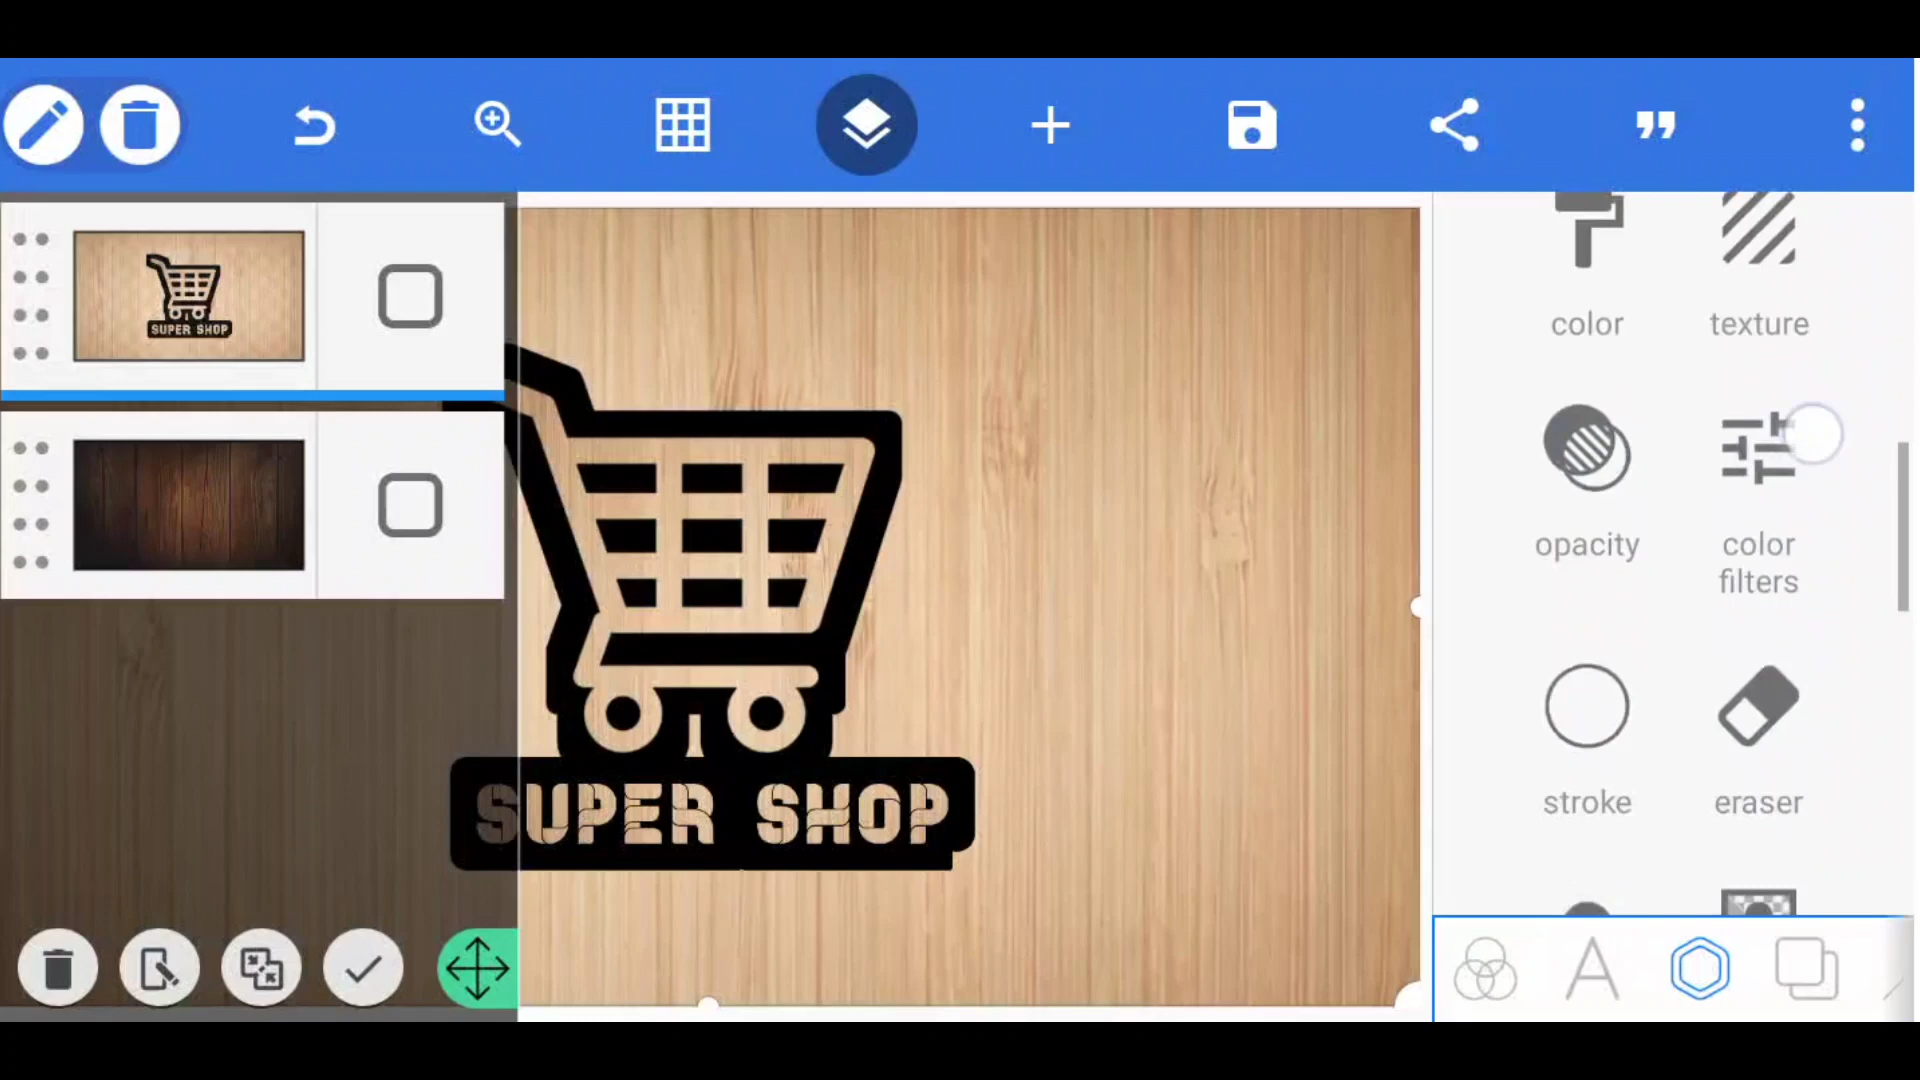 SUPER SHOP
color
texture
opacity
color
filters
stroke
eraser
SUPER SHOP